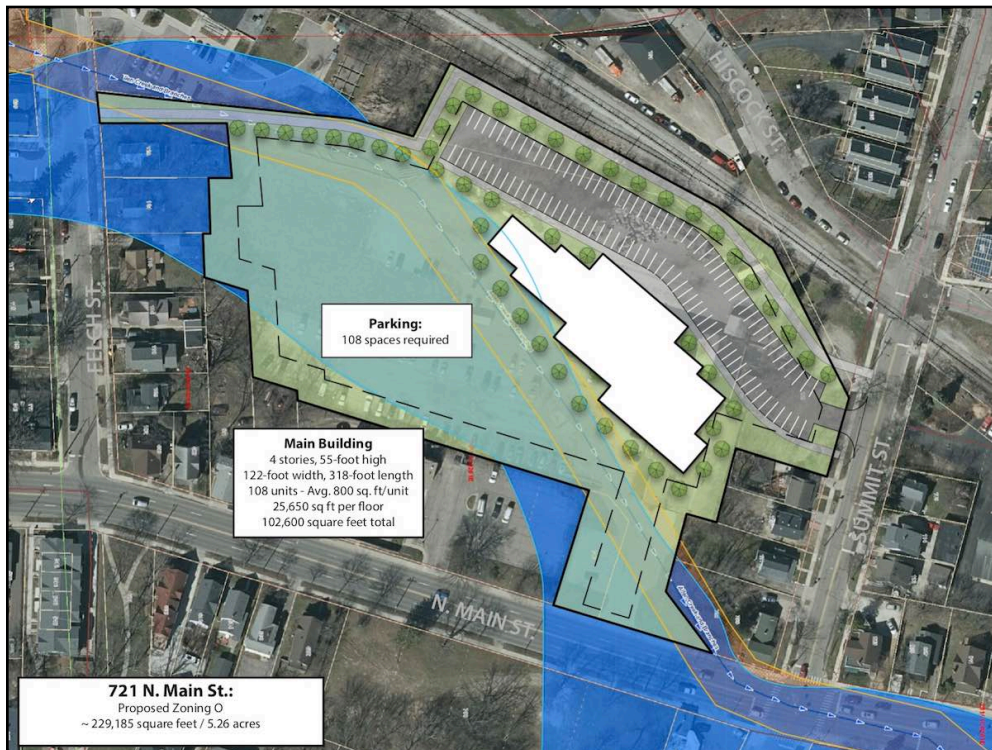 HISCOCK ST.
FELCH ST.
Parking:
108 spaces required
Main Building
4 stories, 55-foot high
122-foot width, 318-foot length
108 units - Avg. 800 sq. ft/unit
25,650 sq ft per floor
102,600 square feet total
SUMMIT ST.
N. MAIN ST.
721 N. Main St.:
Proposed Zoning O
~ 229,185 square feet / 5.26 acres